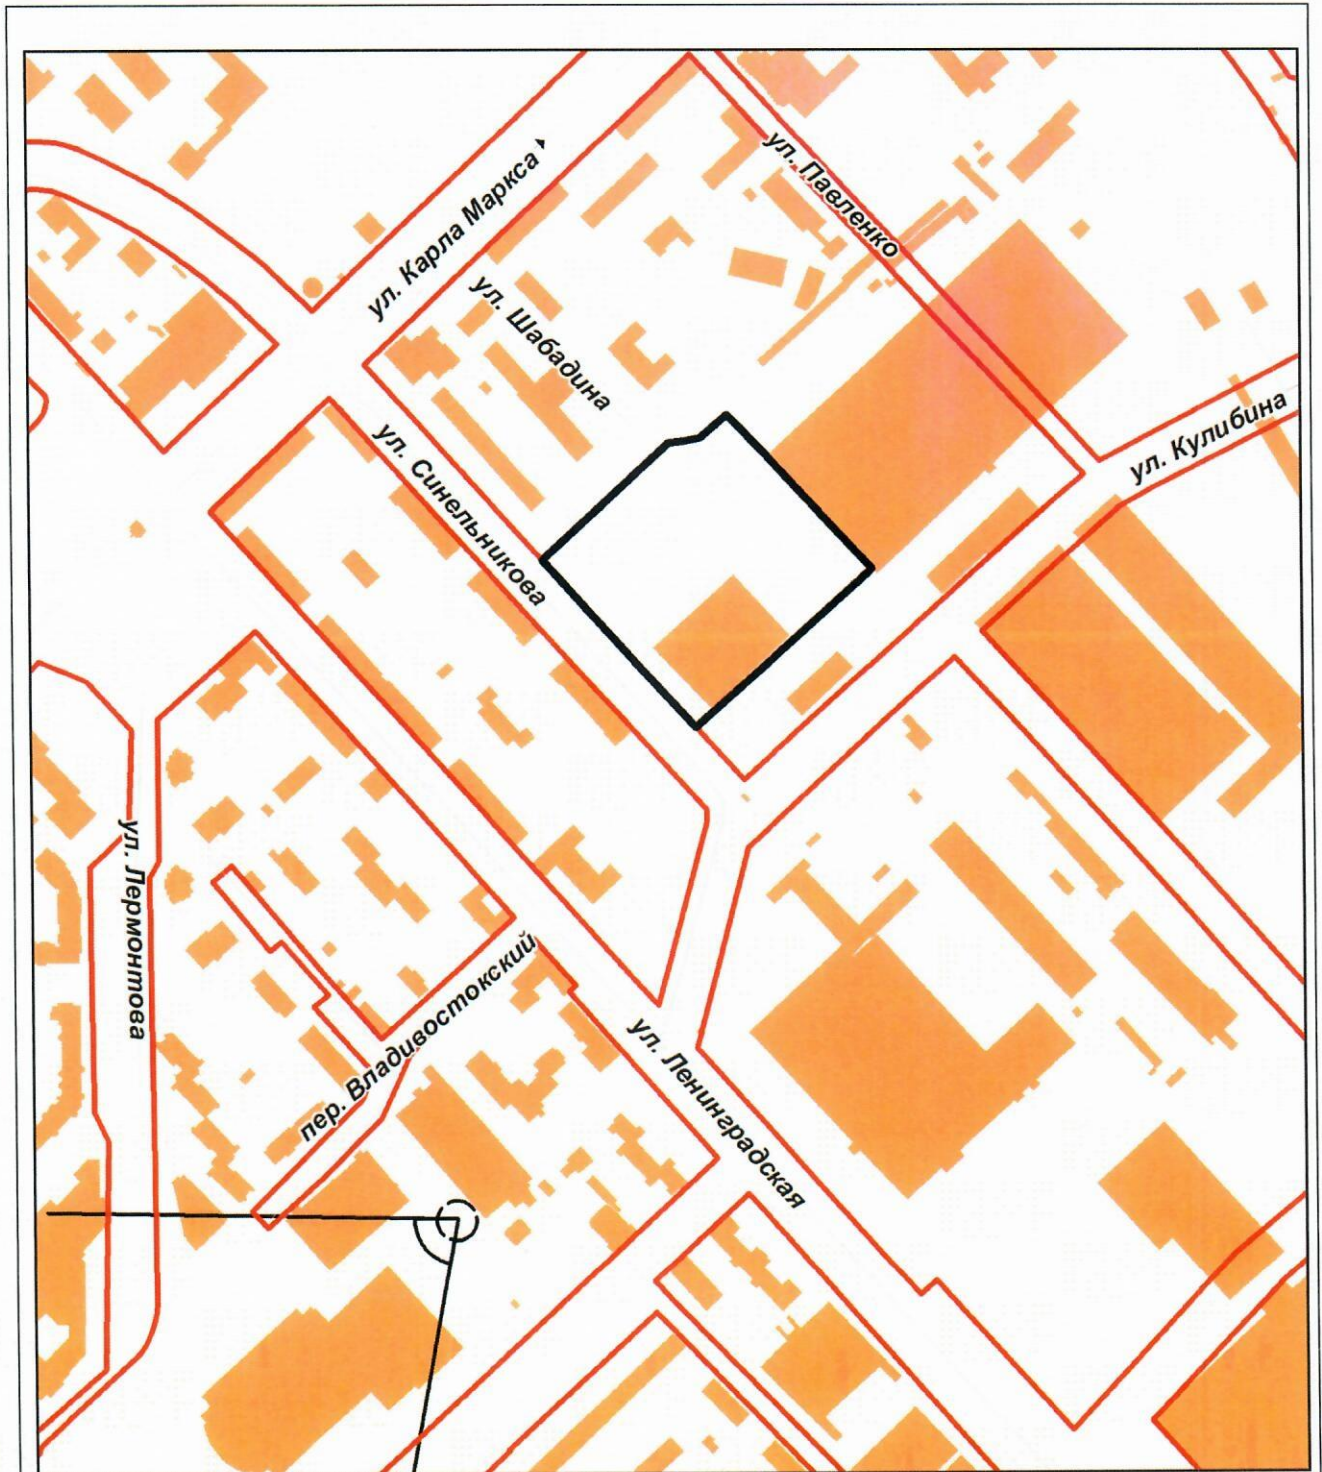 ул. Карла Маркса
ул. Павленко
ул. Шабадина
ул. Синельникова
ул. Кулибина
ул. Лермонтова
пер. Владивостокский
ул. Ленинградская